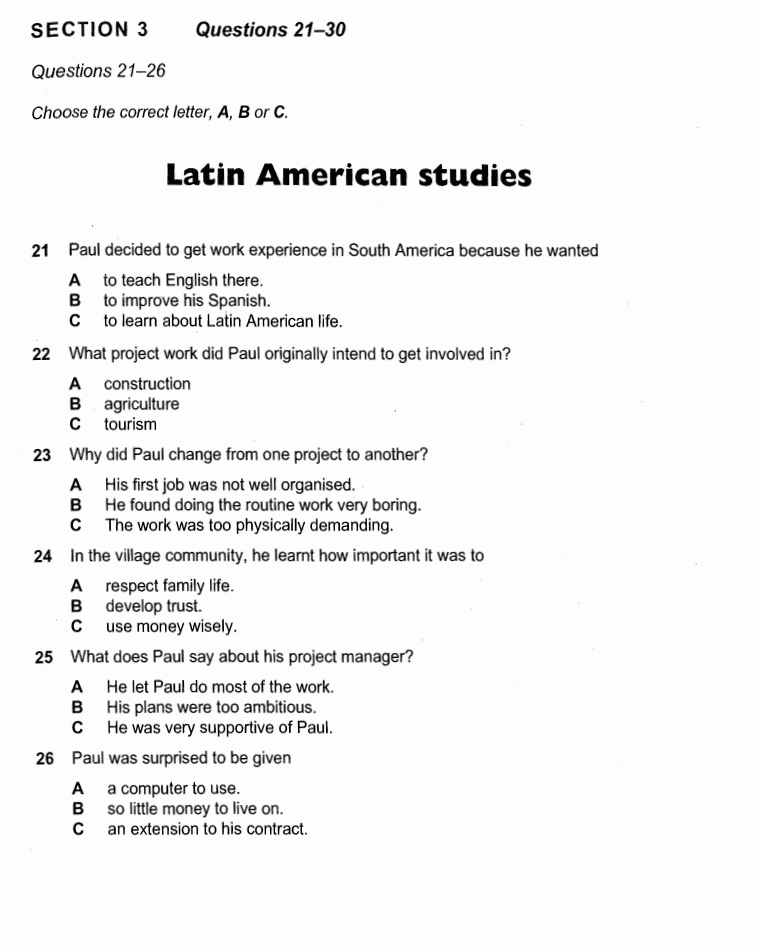 SECTION 3 Questions 21–30
Questions 21–26
Choose the correct letter, A, B or C.
Latin American studies
21 Paul decided to get work experience in South America because he wanted
A to teach English there.
B to improve his Spanish.
C to learn about Latin American life.
22 What project work did Paul originally intend to get involved in?
A construction
B agriculture
C tourism
23 Why did Paul change from one project to another?
A His first job was not well organised.
B He found doing the routine work very boring.
C The work was too physically demanding.
24 In the village community, he learnt how important it was to
A respect family life.
B develop trust.
C use money wisely.
25 What does Paul say about his project manager?
A He let Paul do most of the work.
B His plans were too ambitious.
C He was very supportive of Paul.
26 Paul was surprised to be given
A a computer to use.
B so little money to live on.
C an extension to his contract.